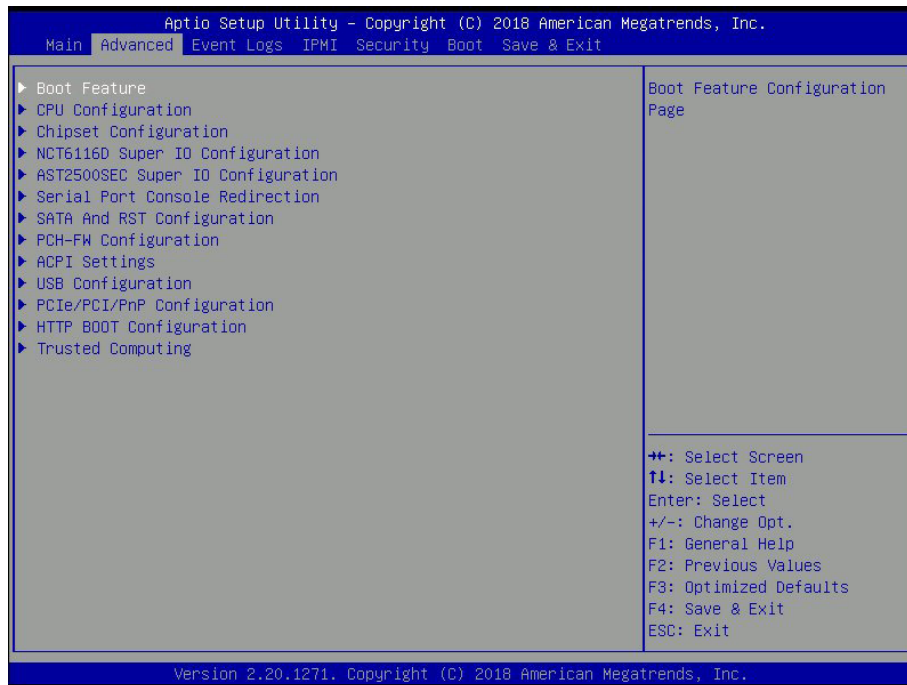 Aptio Setup Utility – Copyright (C) 2018 American Megatrends, Inc.
Main Advanced Event Logs IPMI Security Boot Save & Exit
▶ Boot Feature
▶ CPU Configuration
▶ Chipset Configuration
▶ NCT6116D Super IO Configuration
▶ AST2500SEC Super IO Configuration
▶ Serial Port Console Redirection
▶ SATA And RST Configuration
▶ PCH-FW Configuration
▶ ACPI Settings
▶ USB Configuration
▶ PCIe/PCI/PnP Configuration
▶ HTTP BOOT Configuration
▶ Trusted Computing
Boot Feature Configuration
Page
→←: Select Screen
↑↓: Select Item
Enter: Select
+/-: Change Opt.
F1: General Help
F2: Previous Values
F3: Optimized Defaults
F4: Save & Exit
ESC: Exit
Version 2.20.1271. Copyright (C) 2018 American Megatrends, Inc.